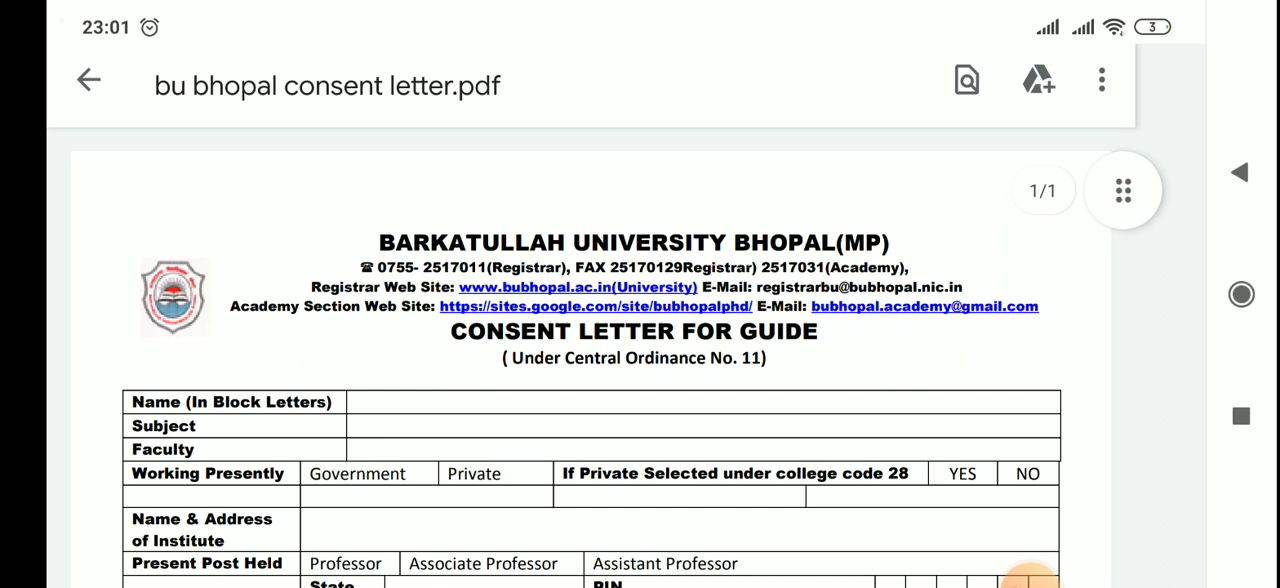 23:01
3
bu bhopal consent letter.pdf
1/1
BARKATULLAH UNIVERSITY BHOPAL(MP)
☎ 0755- 2517011(Registrar), FAX 25170129Registrar) 2517031(Academy),
Registrar Web Site: www.bubhopal.ac.in(University) E-Mail: registrarbu@bubhopal.nic.in
Academy Section Web Site: https://sites.google.com/site/bubhopalphd/ E-Mail: bubhopal.academy@gmail.com
CONSENT LETTER FOR GUIDE
( Under Central Ordinance No. 11)
Name (In Block Letters)
Subject
Faculty
Working Presently Government Private If Private Selected under college code 28 YES NO
Name & Address
of Institute
Present Post Held Professor Associate Professor Assistant Professor
State PIN